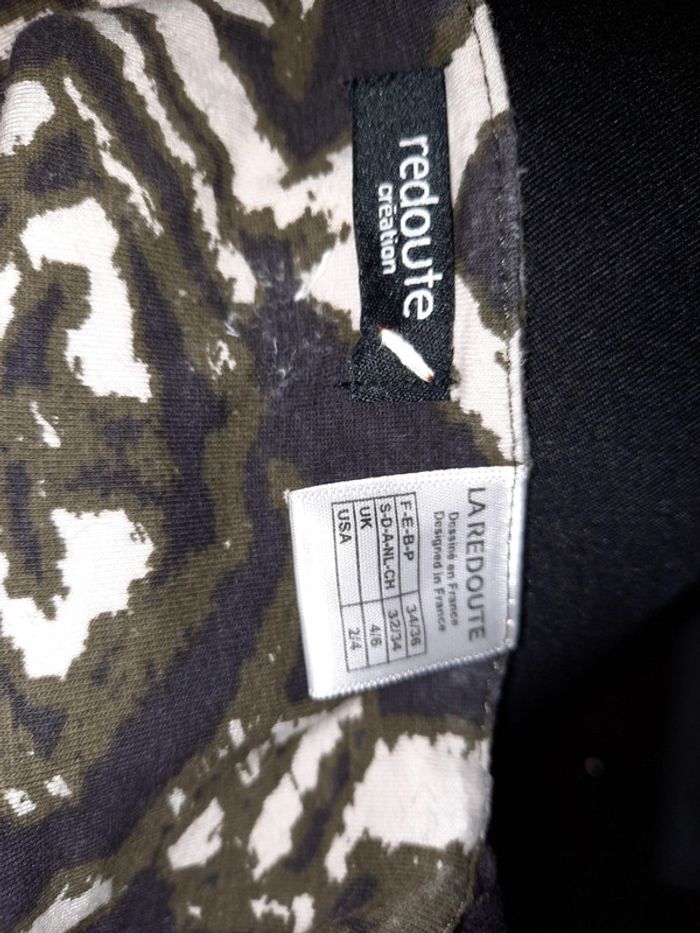 redoute
création
LA REDOUTE
Dessiné en France
Designed in France
F-E-B-P 34/36
S-D-A-NL-CH 32/34
UK 4/6
USA 2/4